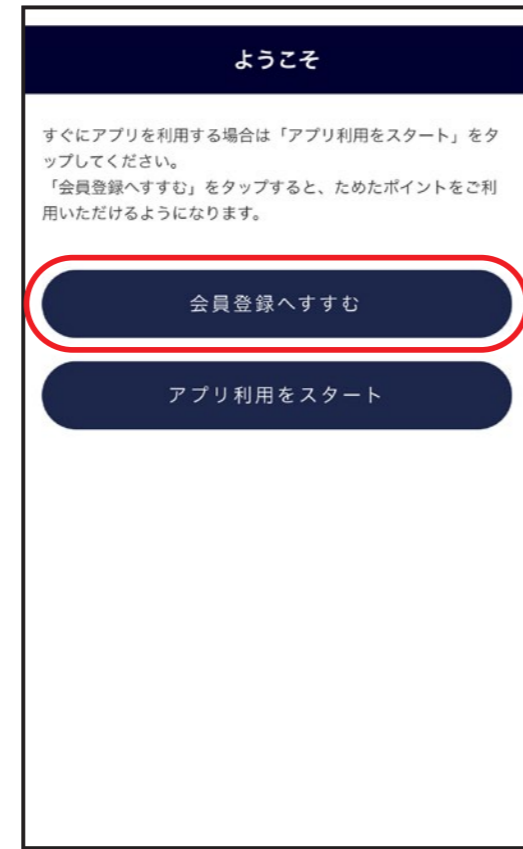 ようこそ
すぐにアプリを利用する場合は「アプリ利用をスタート」をタ
ップしてください。
「会員登録へすすむ」をタップすると、ためたポイントをご利
用いただけるようになります。
会員登録へすすむ
アプリ利用をスタート